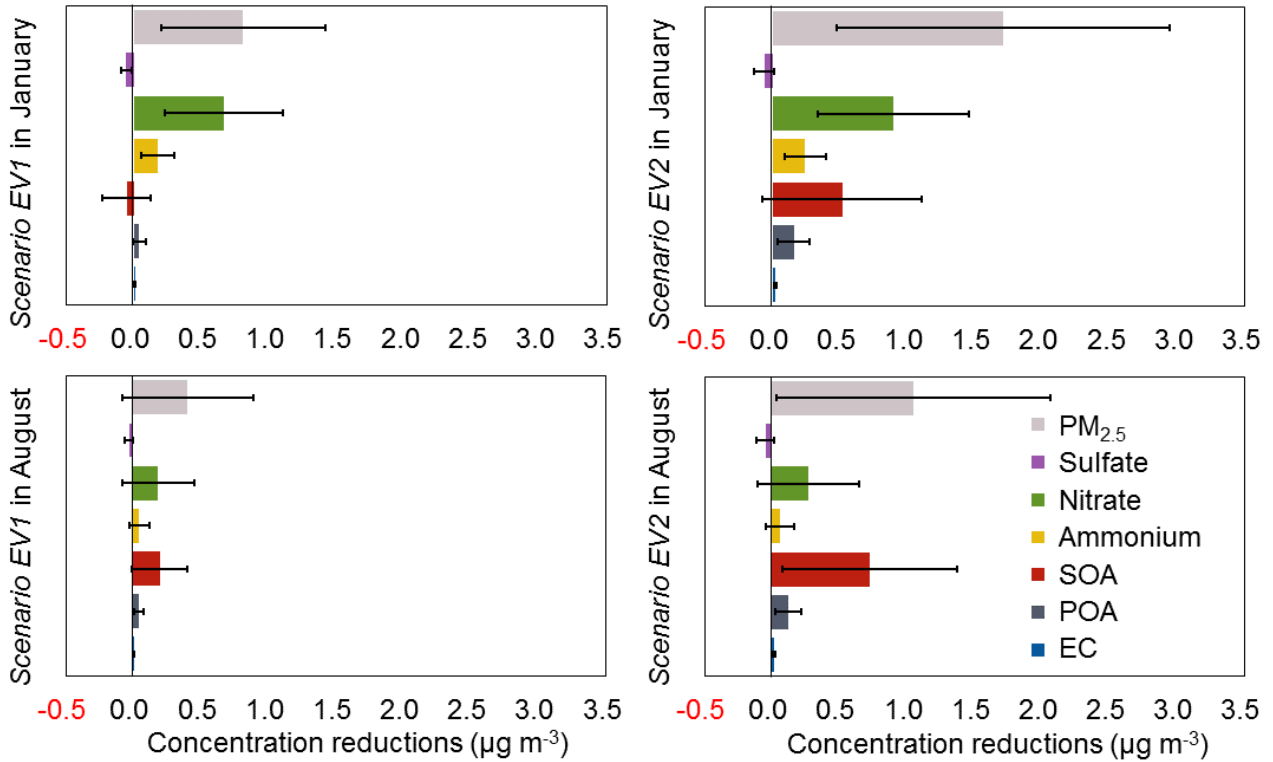 Scenario EV1 in January
-0.5 0.0 0.5 1.0 1.5 2.0 2.5 3.0 3.5
Scenario EV2 in January
-0.5 0.0 0.5 1.0 1.5 2.0 2.5 3.0 3.5
Scenario EV1 in August
-0.5 0.0 0.5 1.0 1.5 2.0 2.5 3.0 3.5
Concentration reductions (µg m-3)
Scenario EV2 in August
PM2.5
Sulfate
Nitrate
Ammonium
SOA
POA
EC
-0.5 0.0 0.5 1.0 1.5 2.0 2.5 3.0 3.5
Concentration reductions (µg m-3)